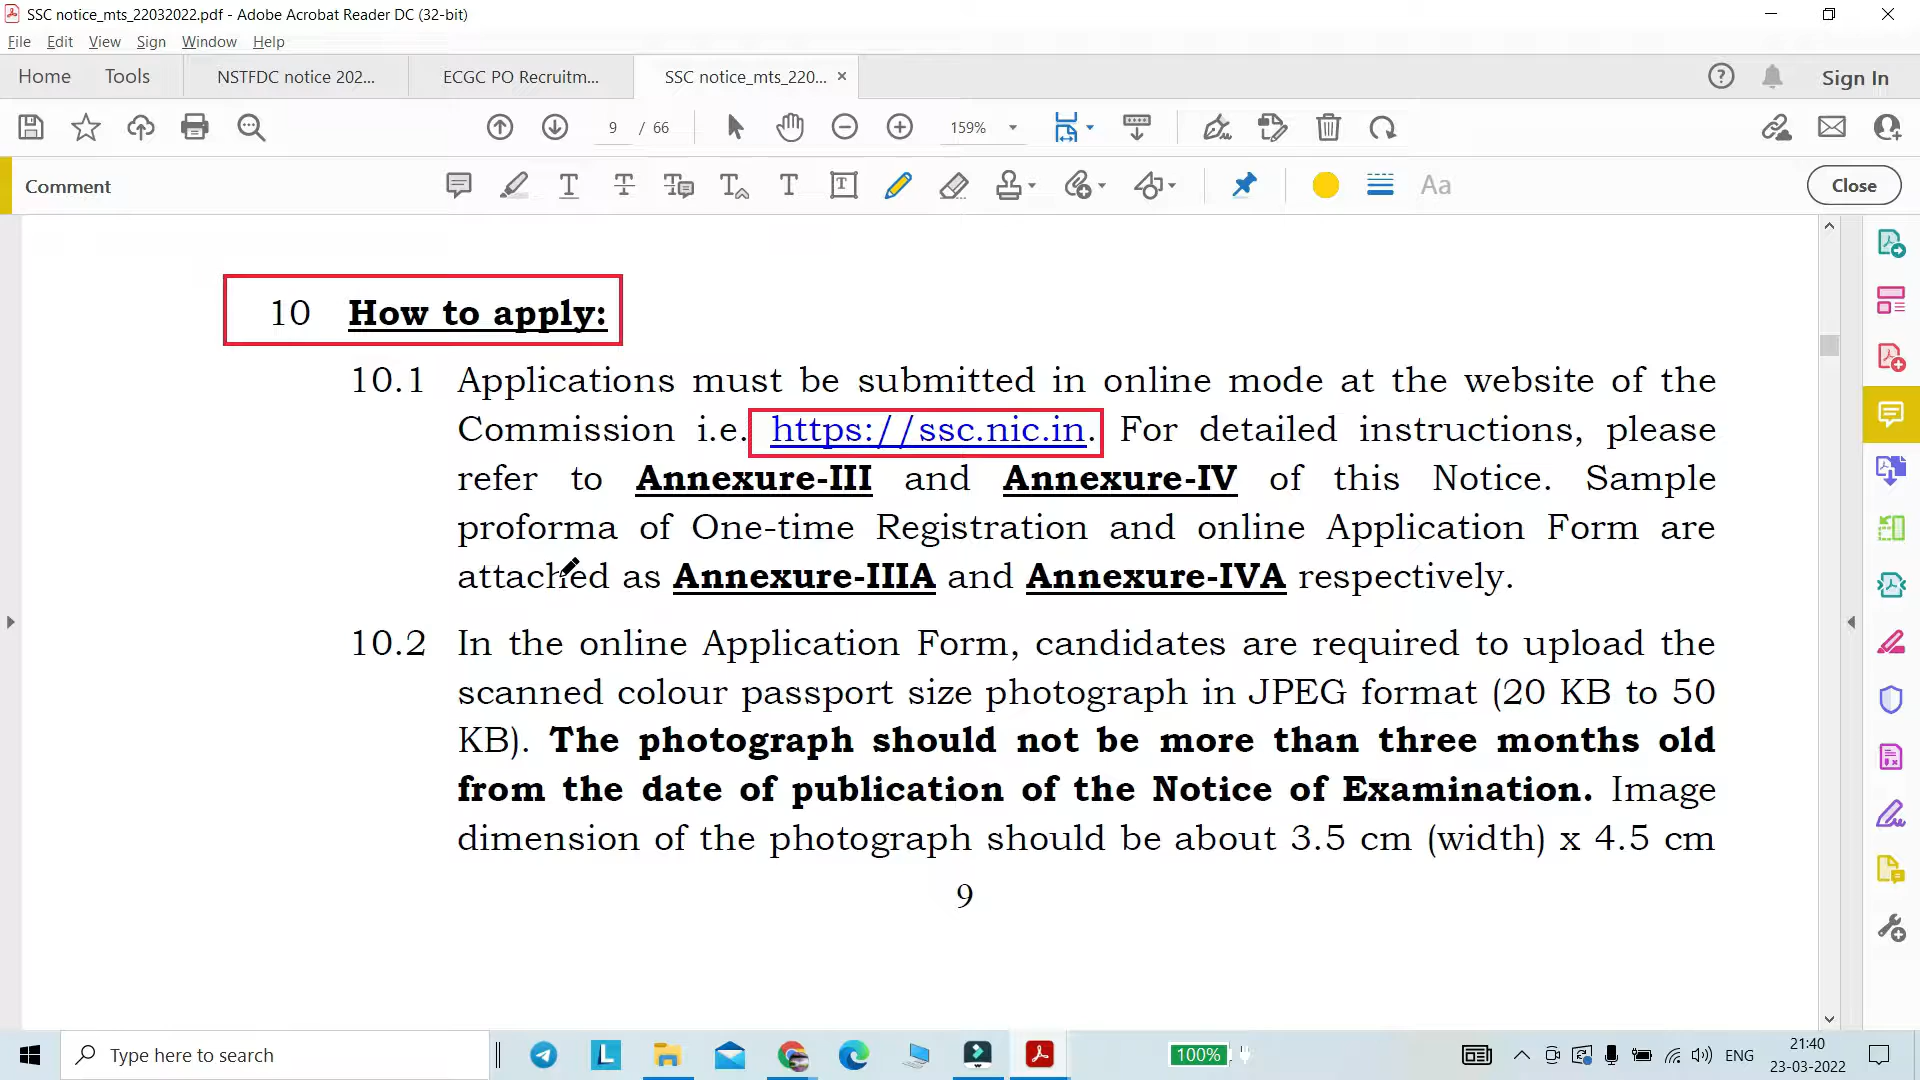 SSC notice_mts_22032022.pdf - Adobe Acrobat Reader DC (32-bit)
File Edit View Sign Window Help
Home Tools NSTFDC notice 202... ECGC PO Recruitm... SSC notice_mts_220... × Sign In
9 / 66 159%
Comment Aa Close
10 How to apply:
10.1 Applications must be submitted in online mode at the website of the
Commission i.e. https://ssc.nic.in. For detailed instructions, please
refer to Annexure-III and Annexure-IV of this Notice. Sample
proforma of One-time Registration and online Application Form are
attached as Annexure-IIIA and Annexure-IVA respectively.
10.2 In the online Application Form, candidates are required to upload the
scanned colour passport size photograph in JPEG format (20 KB to 50
KB). The photograph should not be more than three months old
from the date of publication of the Notice of Examination. Image
dimension of the photograph should be about 3.5 cm (width) x 4.5 cm
9
Type here to search 100% ENG 21:40
23-03-2022